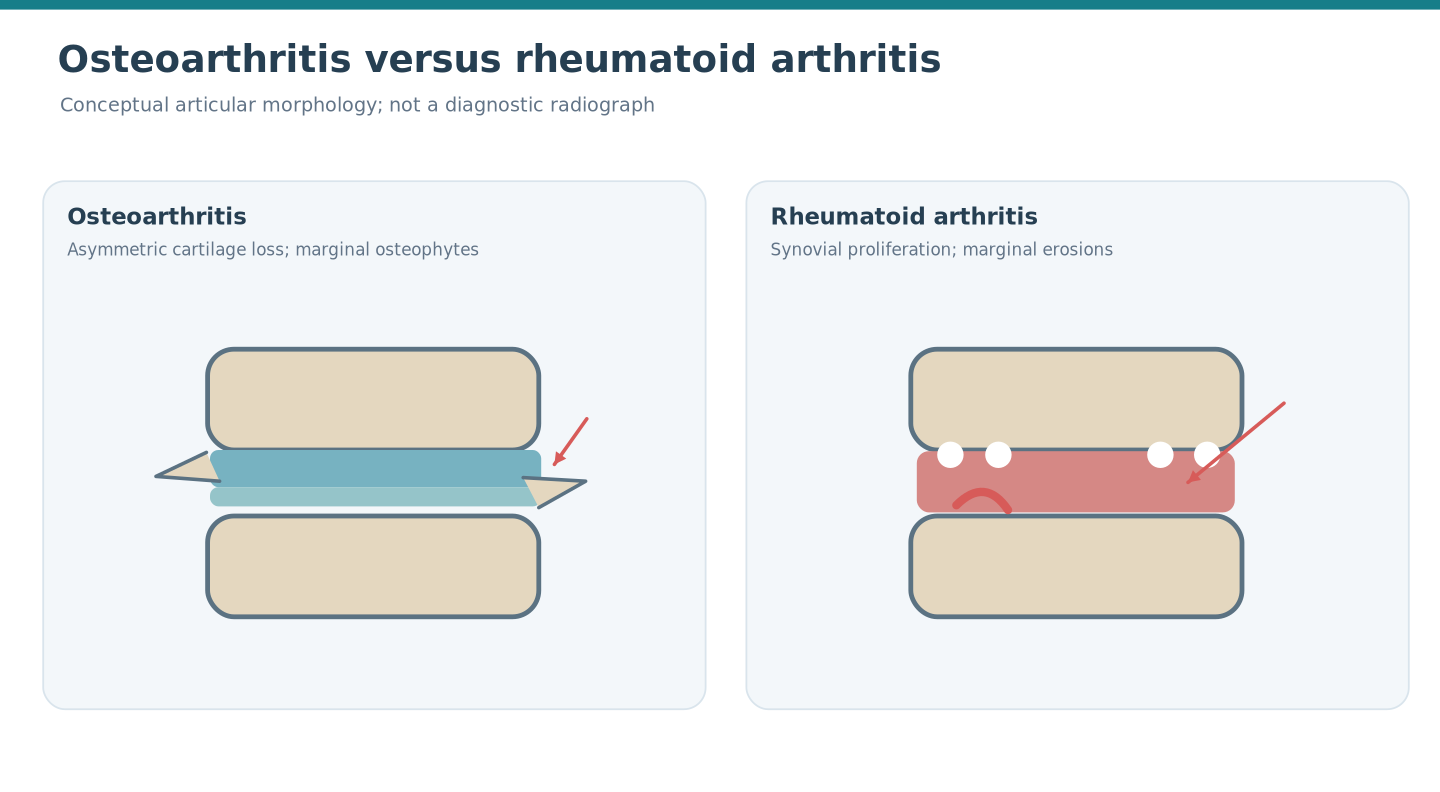 Osteoarthritis versus rheumatoid arthritis
Conceptual articular morphology; not a diagnostic radiograph
Osteoarthritis
Asymmetric cartilage loss; marginal osteophytes
Rheumatoid arthritis
Synovial proliferation; marginal erosions